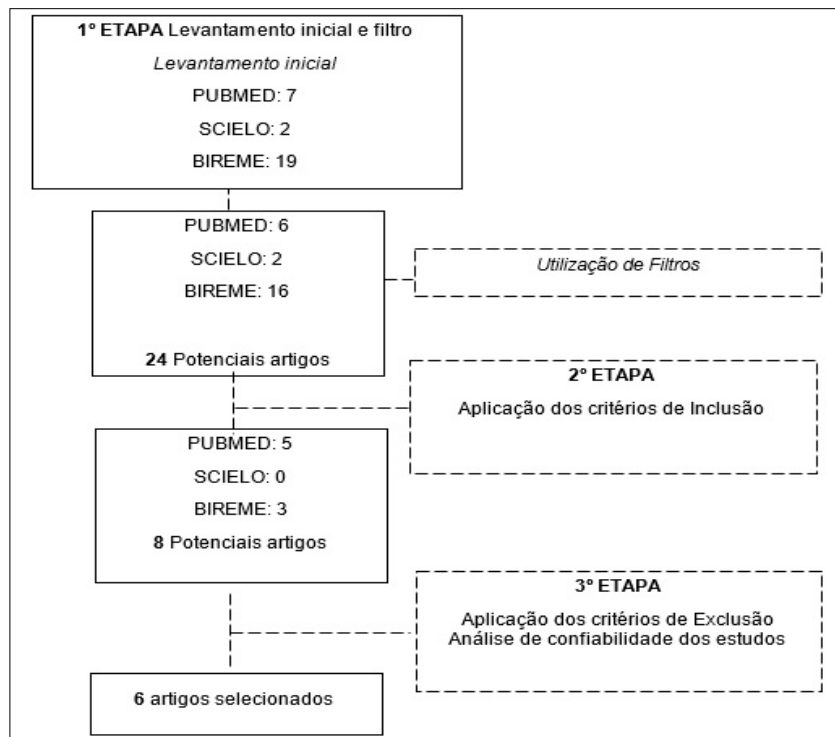 1º ETAPA Levantamento inicial e filtro
Levantamento inicial
PUBMED: 7
SCIELO: 2
BIREME: 19
PUBMED: 6
SCIELO: 2
BIREME: 16
24 Potenciais artigos
Utilização de Filtros
2º ETAPA
Aplicação dos critérios de Inclusão
PUBMED: 5
SCIELO: 0
BIREME: 3
8 Potenciais artigos
3º ETAPA
Aplicação dos critérios de Exclusão
Análise de confiabilidade dos estudos
6 artigos selecionados